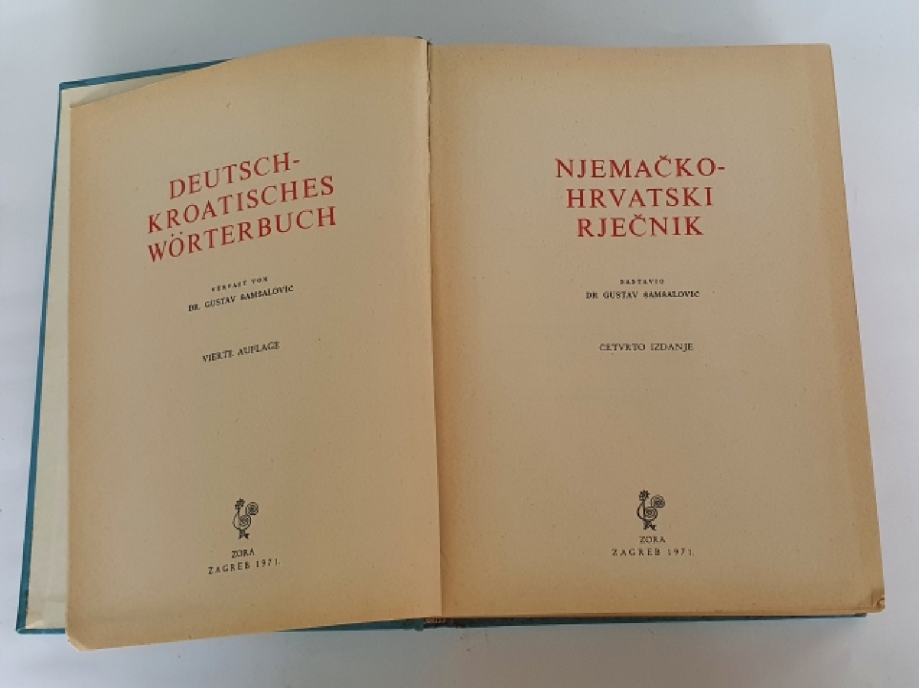 DEUTSCH-
KROATISCHES
WÖRTERBUCH
VERFAßT VON
DR. GUSTAV ŠAMŠALOVIĆ
VIERTE AUFLAGE
ZORA
ZAGREB 1971.
NJEMAČKO-
HRVATSKI
RJEČNIK
SASTAVIO
DR GUSTAV ŠAMŠALOVIĆ
ČETVRTO IZDANJE
ZORA
ZAGREB 1971.